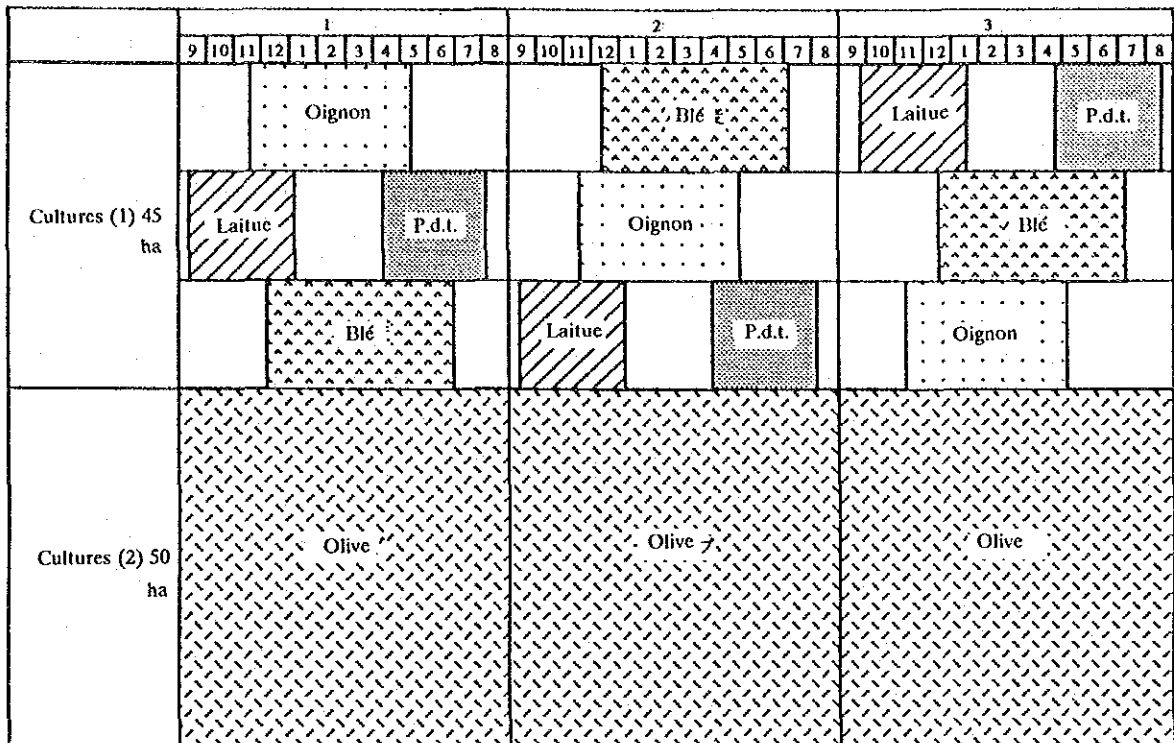 1 2 3
9 10 11 12 1 2 3 4 5 6 7 8 9 10 11 12 1 2 3 4 5 6 7 8 9 10 11 12 1 2 3 4 5 6 7 8
Oignon Blé Laitue P.d.t.
Cultures (1) 45
ha
Laitue P.d.t. Oignon Blé
Blé Laitue P.d.t. Oignon
Cultures (2) 50
ha
Olive Olive Olive